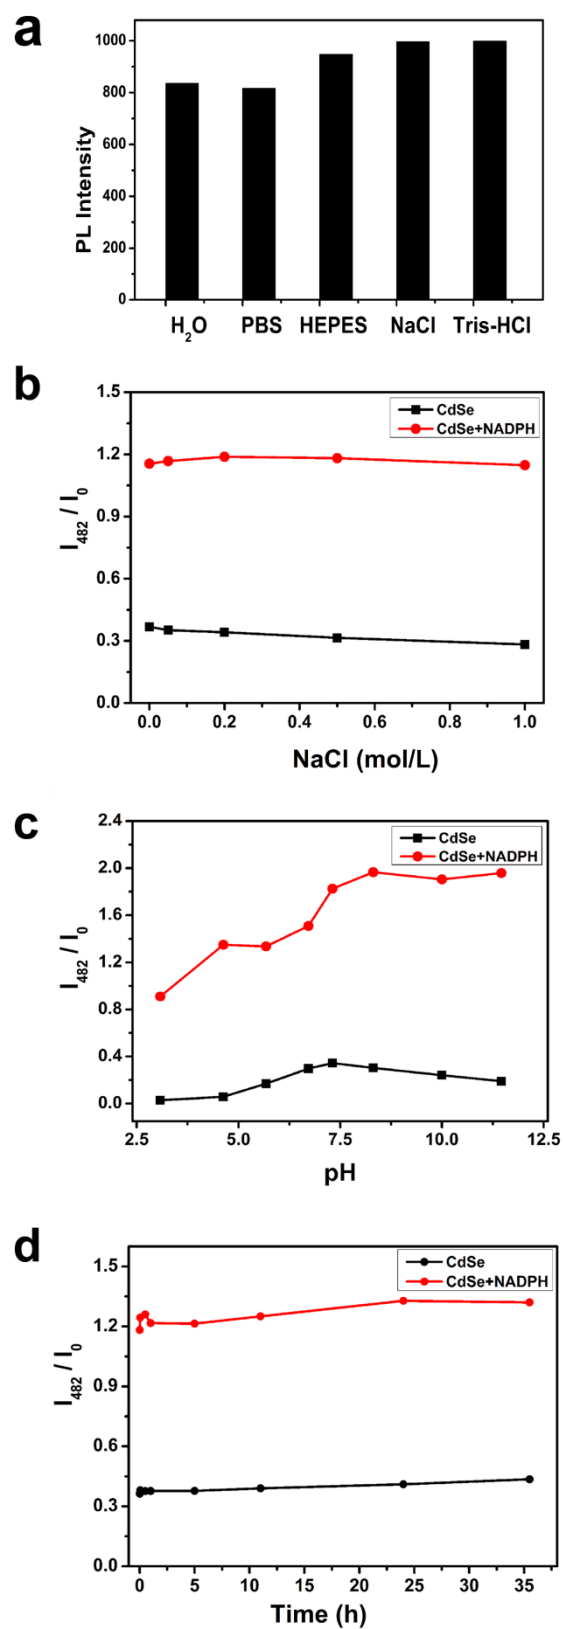 a
PL Intensity
1000
800
600
400
200
0
H₂O PBS HEPES NaCl Tris-HCl
b
I₄₈₂ / I₀
1.5
1.2
0.9
0.6
0.3
0.0
CdSe
CdSe+NADPH
0.0 0.2 0.4 0.6 0.8 1.0
NaCl (mol/L)
c
I₄₈₂ / I₀
2.4
2.0
1.6
1.2
0.8
0.4
0.0
CdSe
CdSe+NADPH
2.5 5.0 7.5 10.0 12.5
pH
d
I₄₈₂ / I₀
1.5
1.2
0.9
0.6
0.3
0.0
CdSe
CdSe+NADPH
0 5 10 15 20 25 30 35
Time (h)